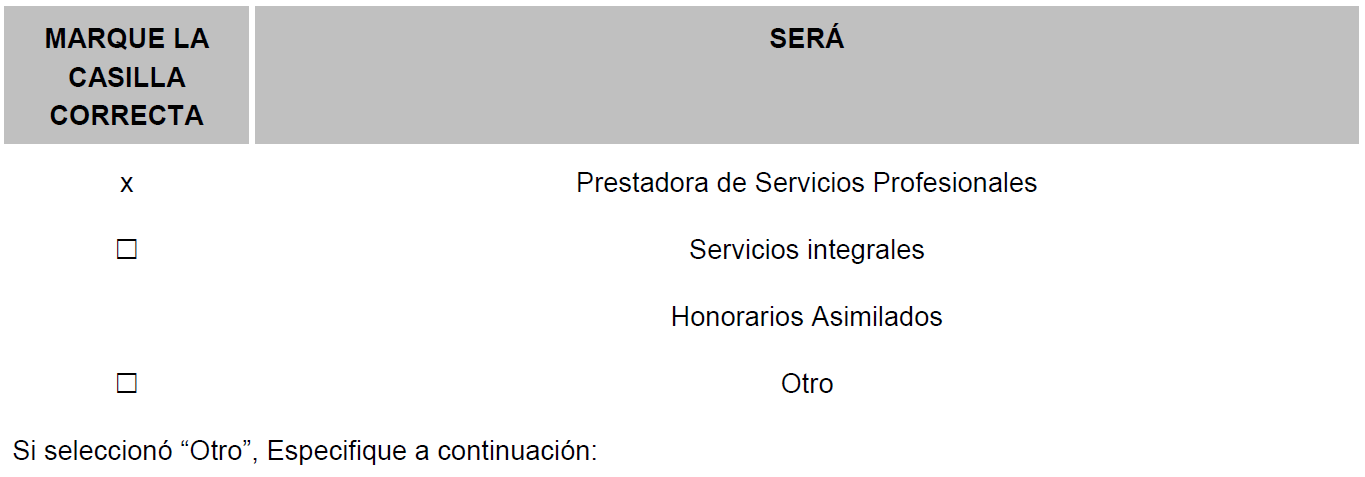 MARQUE LA
CASILLA
CORRECTA
SERÁ
x Prestadora de Servicios Profesionales
☐ Servicios integrales
Honorarios Asimilados
☐ Otro
Si seleccionó “Otro”, Especifique a continuación: